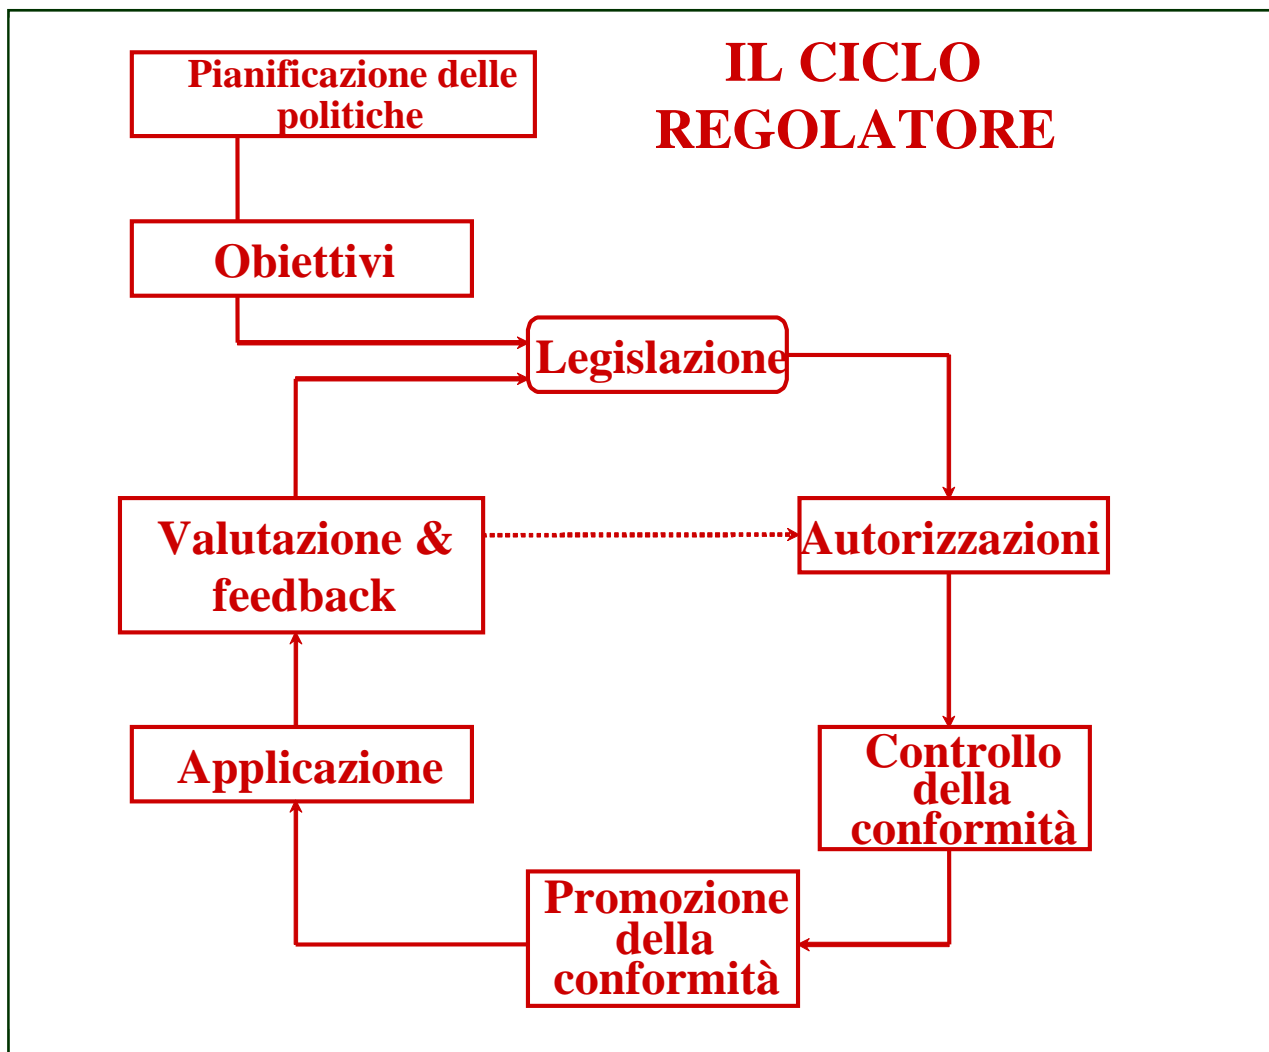 IL CICLO
REGOLATORE
Pianificazione delle
politiche
Obiettivi
Legislazione
Valutazione &
feedback
Autorizzazioni
Applicazione
Controllo
della
conformità
Promozione
della
conformità